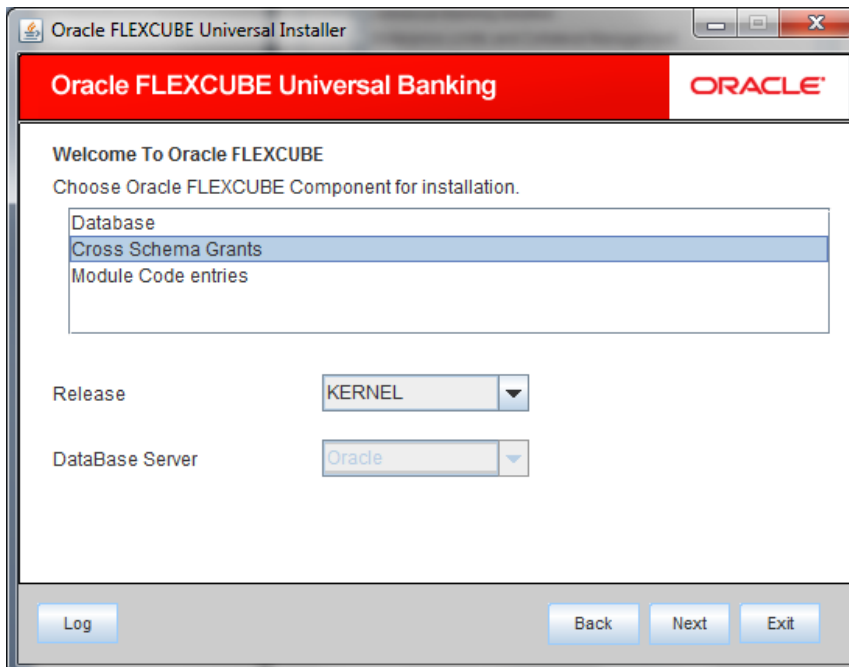 Oracle FLEXCUBE Universal Installer
Oracle FLEXCUBE Universal Banking
ORACLE
Welcome To Oracle FLEXCUBE
Choose Oracle FLEXCUBE Component for installation.
Database
Cross Schema Grants
Module Code entries
Release KERNEL
DataBase Server Oracle
Log Back Next Exit